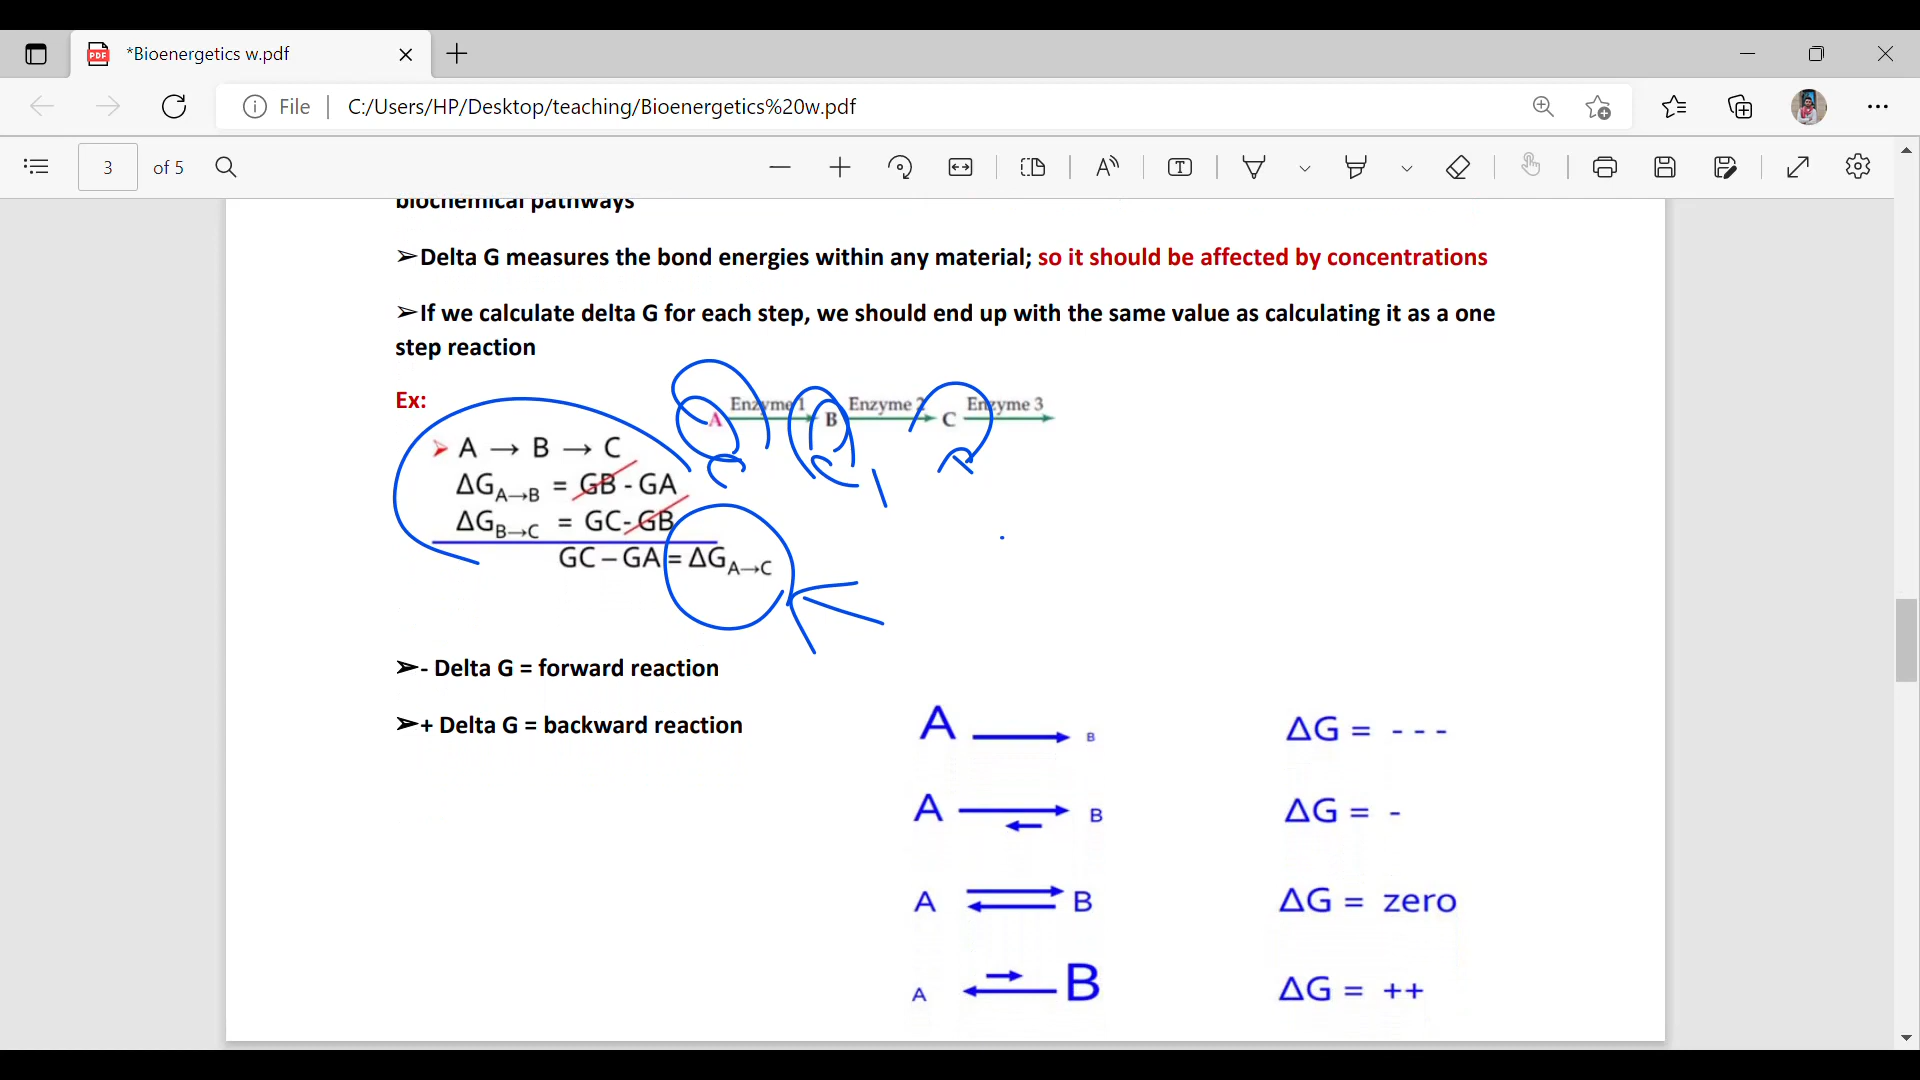 *Bioenergetics w.pdf
File | C:/Users/HP/Desktop/teaching/Bioenergetics%20w.pdf
3 of 5
biochemical pathways
➢Delta G measures the bond energies within any material; so it should be affected by concentrations
➢If we calculate delta G for each step, we should end up with the same value as calculating it as a one
step reaction
Ex:
A Enzyme 1 B Enzyme 2 C Enzyme 3
➢ A → B → C
ΔG A→B = GB - GA
ΔG B→C = GC- GB
GC – GA = ΔG A→C
➢- Delta G = forward reaction
➢+ Delta G = backward reaction
A B ΔG = - - -
A B ΔG = -
A B ΔG = zero
A B ΔG = ++